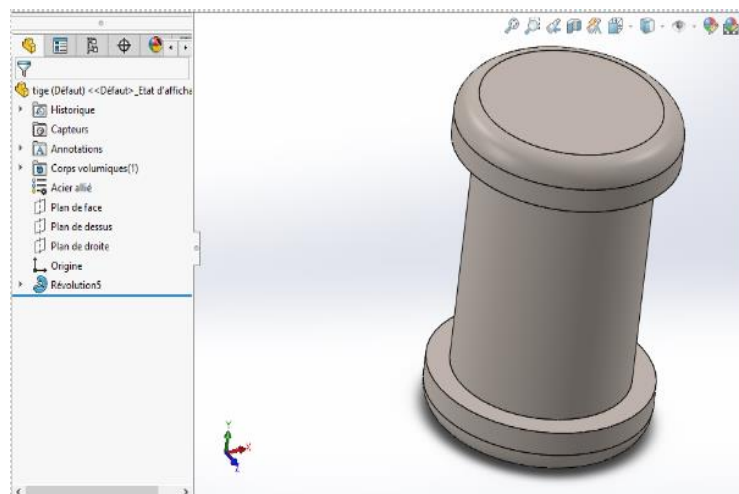 tige (Défaut) <<Défaut>_Etat d'affiche
Historique
Capteurs
Annotations
Corps volumiques(1)
Acier allié
Plan de face
Plan de dessus
Plan de droite
Origine
Révolution5
Y
X
Z